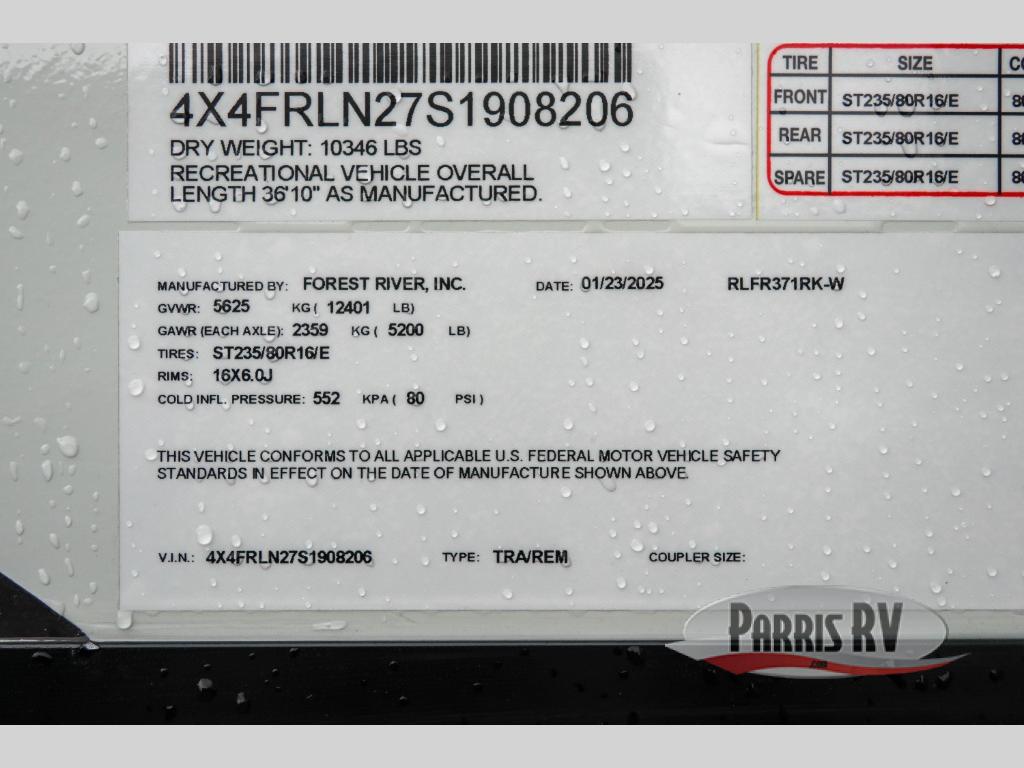 4X4FRLN27S1908206
DRY WEIGHT: 10346 LBS
RECREATIONAL VEHICLE OVERALL
LENGTH 36'10" AS MANUFACTURED.
TIRE SIZE
FRONT ST235/80R16/E
REAR ST235/80R16/E
SPARE ST235/80R16/E
MANUFACTURED BY: FOREST RIVER, INC. DATE: 01/23/2025 RLFR371RK-W
GVWR: 5625 KG ( 12401 LB)
GAWR (EACH AXLE): 2359 KG ( 5200 LB)
TIRES: ST235/80R16/E
RIMS: 16X6.0J
COLD INFL. PRESSURE: 552 KPA ( 80 PSI )
THIS VEHICLE CONFORMS TO ALL APPLICABLE U.S. FEDERAL MOTOR VEHICLE SAFETY
STANDARDS IN EFFECT ON THE DATE OF MANUFACTURE SHOWN ABOVE.
V.I.N.: 4X4FRLN27S1908206 TYPE: TRA/REM COUPLER SIZE:
PARRIS RV
.com